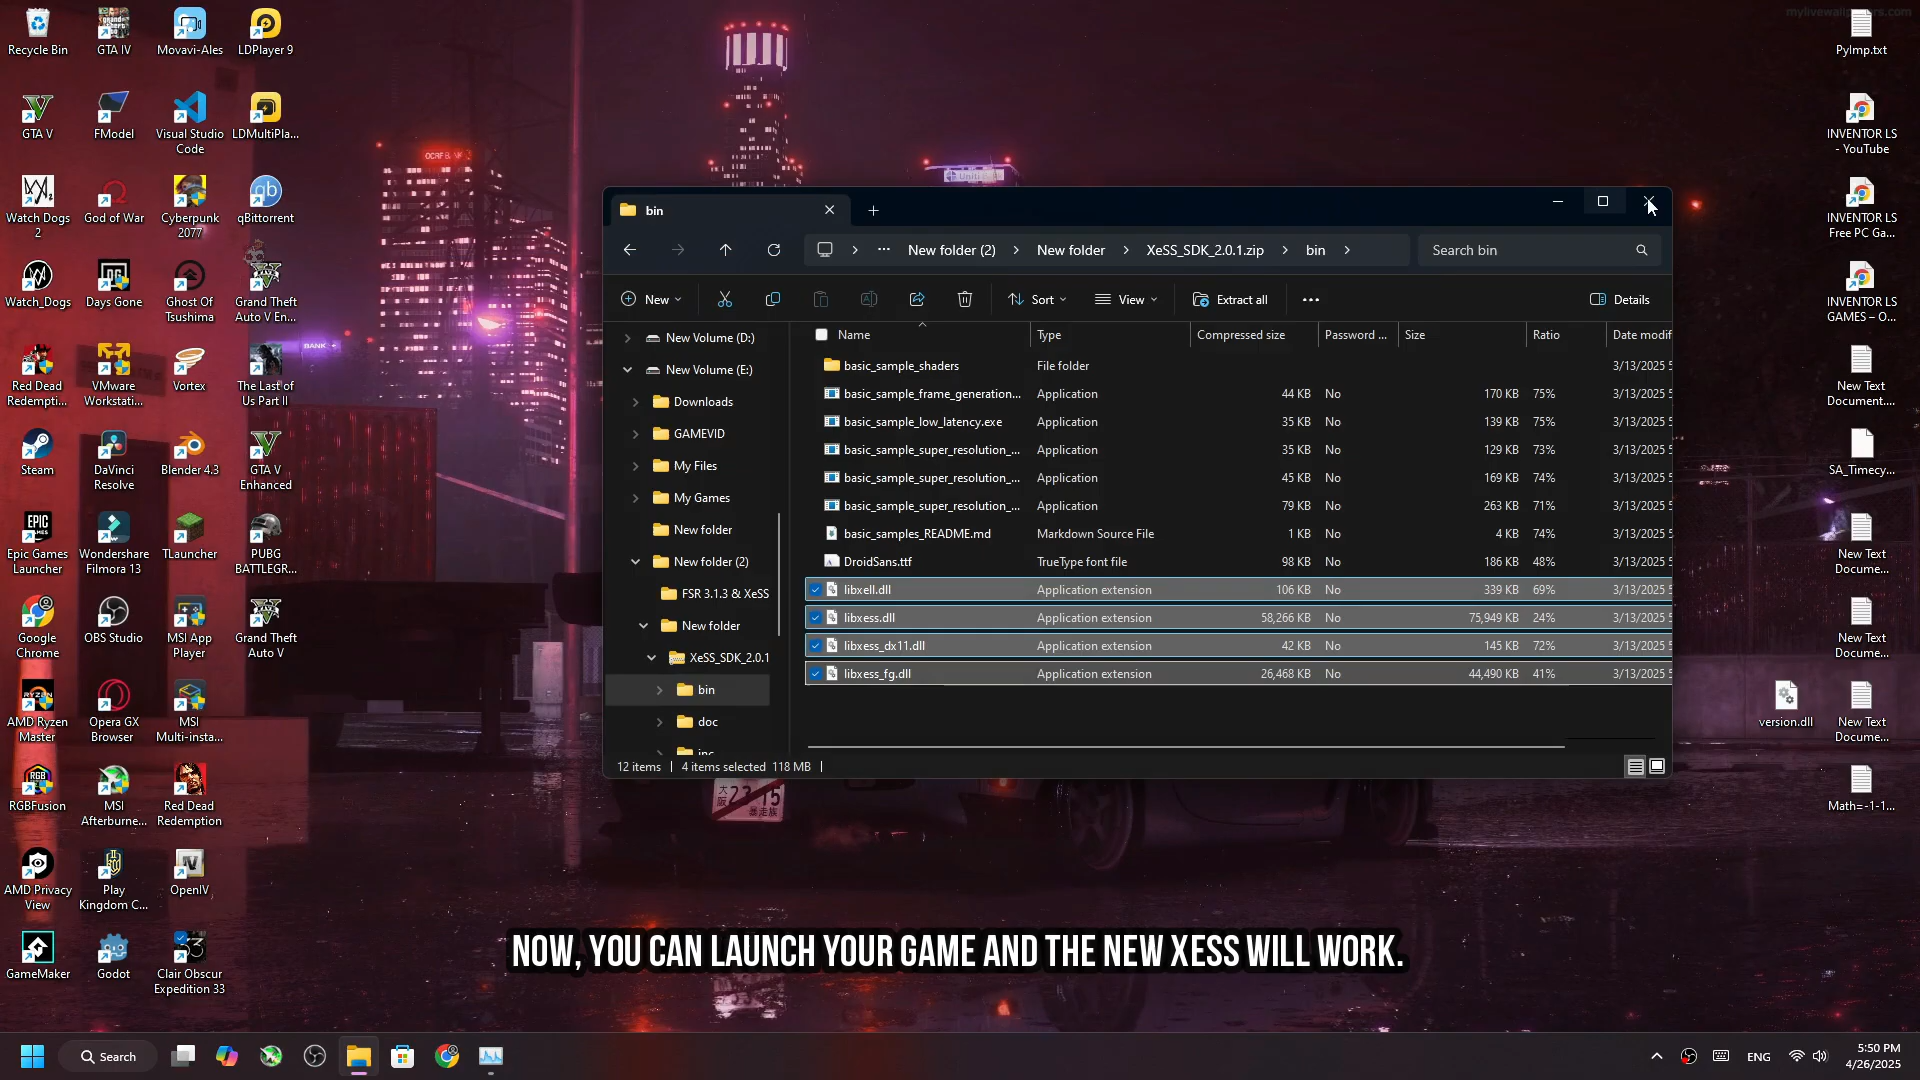 mylivewallpapers.com
Recycle Bin
GTA IV
Movavi-Ales
LDPlayer 9
GTA V
FModel
Visual Studio
Code
LDMultiPla...
Watch Dogs
2
God of War
Cyberpunk
2077
qBittorrent
Watch_Dogs
Days Gone
Ghost Of
Tsushima
Grand Theft
Auto V En...
Red Dead
Redempti...
VMware
Workstati...
Vortex
The Last of
Us Part II
Steam
DaVinci
Resolve
Blender 4.3
GTA V
Enhanced
Epic Games
Launcher
Wondershare
Filmora 13
TLauncher
PUBG
BATTLEGR...
Google
Chrome
OBS Studio
MSI App
Player
Grand Theft
Auto V
AMD Ryzen
Master
Opera GX
Browser
MSI
Multi-insta...
RGBFusion
MSI
Afterburne...
Red Dead
Redemption
AMD Privacy
View
Play
Kingdom C...
OpenIV
GameMaker
Godot
Clair Obscur
Expedition 33
bin
New folder (2)
New folder
XeSS_SDK_2.0.1.zip
bin
Search bin
New
Sort
View
Extract all
Details
New Volume (D:)
New Volume (E:)
Downloads
GAMEVID
My Files
My Games
New folder
New folder (2)
FSR 3.1.3 & XeSS
New folder
XeSS_SDK_2.0.1
bin
doc
inc
Name Type Compressed size Password ... Size Ratio Date modif
basic_sample_shaders File folder 3/13/2025 5
basic_sample_frame_generation... Application 44 KB No 170 KB 75% 3/13/2025 5
basic_sample_low_latency.exe Application 35 KB No 139 KB 75% 3/13/2025 5
basic_sample_super_resolution_... Application 35 KB No 129 KB 73% 3/13/2025 5
basic_sample_super_resolution_... Application 45 KB No 169 KB 74% 3/13/2025 5
basic_sample_super_resolution_... Application 79 KB No 263 KB 71% 3/13/2025 5
basic_samples_README.md Markdown Source File 1 KB No 4 KB 74% 3/13/2025 5
DroidSans.ttf TrueType font file 98 KB No 186 KB 48% 3/13/2025 5
libxell.dll Application extension 106 KB No 339 KB 69% 3/13/2025 5
libxess.dll Application extension 58,266 KB No 75,949 KB 24% 3/13/2025 5
libxess_dx11.dll Application extension 42 KB No 145 KB 72% 3/13/2025 5
libxess_fg.dll Application extension 26,468 KB No 44,490 KB 41% 3/13/2025 5
12 items 4 items selected 118 MB
PyImp.txt
INVENTOR LS
- YouTube
INVENTOR LS
Free PC Ga...
INVENTOR LS
GAMES – O...
New Text
Document....
SA_Timecy...
New Text
Docume...
New Text
Docume...
version.dll
New Text
Docume...
Math=-1-1...
BANK
NOW, YOU CAN LAUNCH YOUR GAME AND THE NEW XESS WILL WORK.
Search
ENG
5:50 PM
4/26/2025